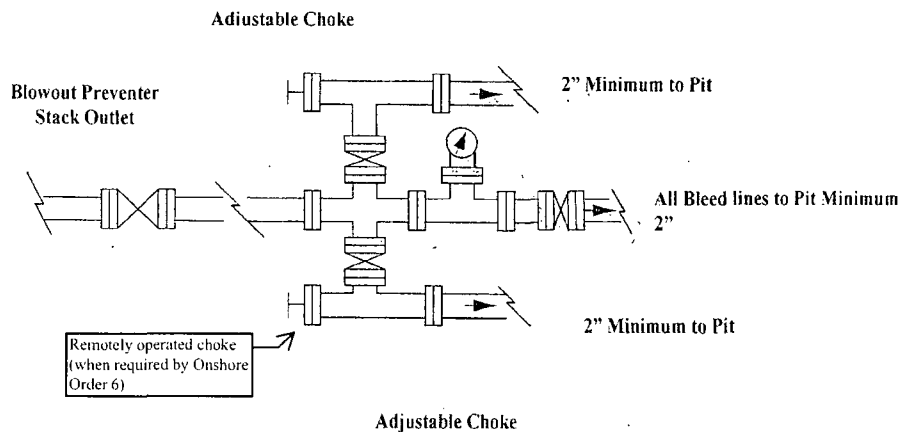 Adjustable Choke
Blowout Preventer
Stack Outlet
2" Minimum to Pit
All Bleed lines to Pit Minimum
2"
2" Minimum to Pit
Remotely operated choke
(when required by Onshore
Order 6)
Adjustable Choke